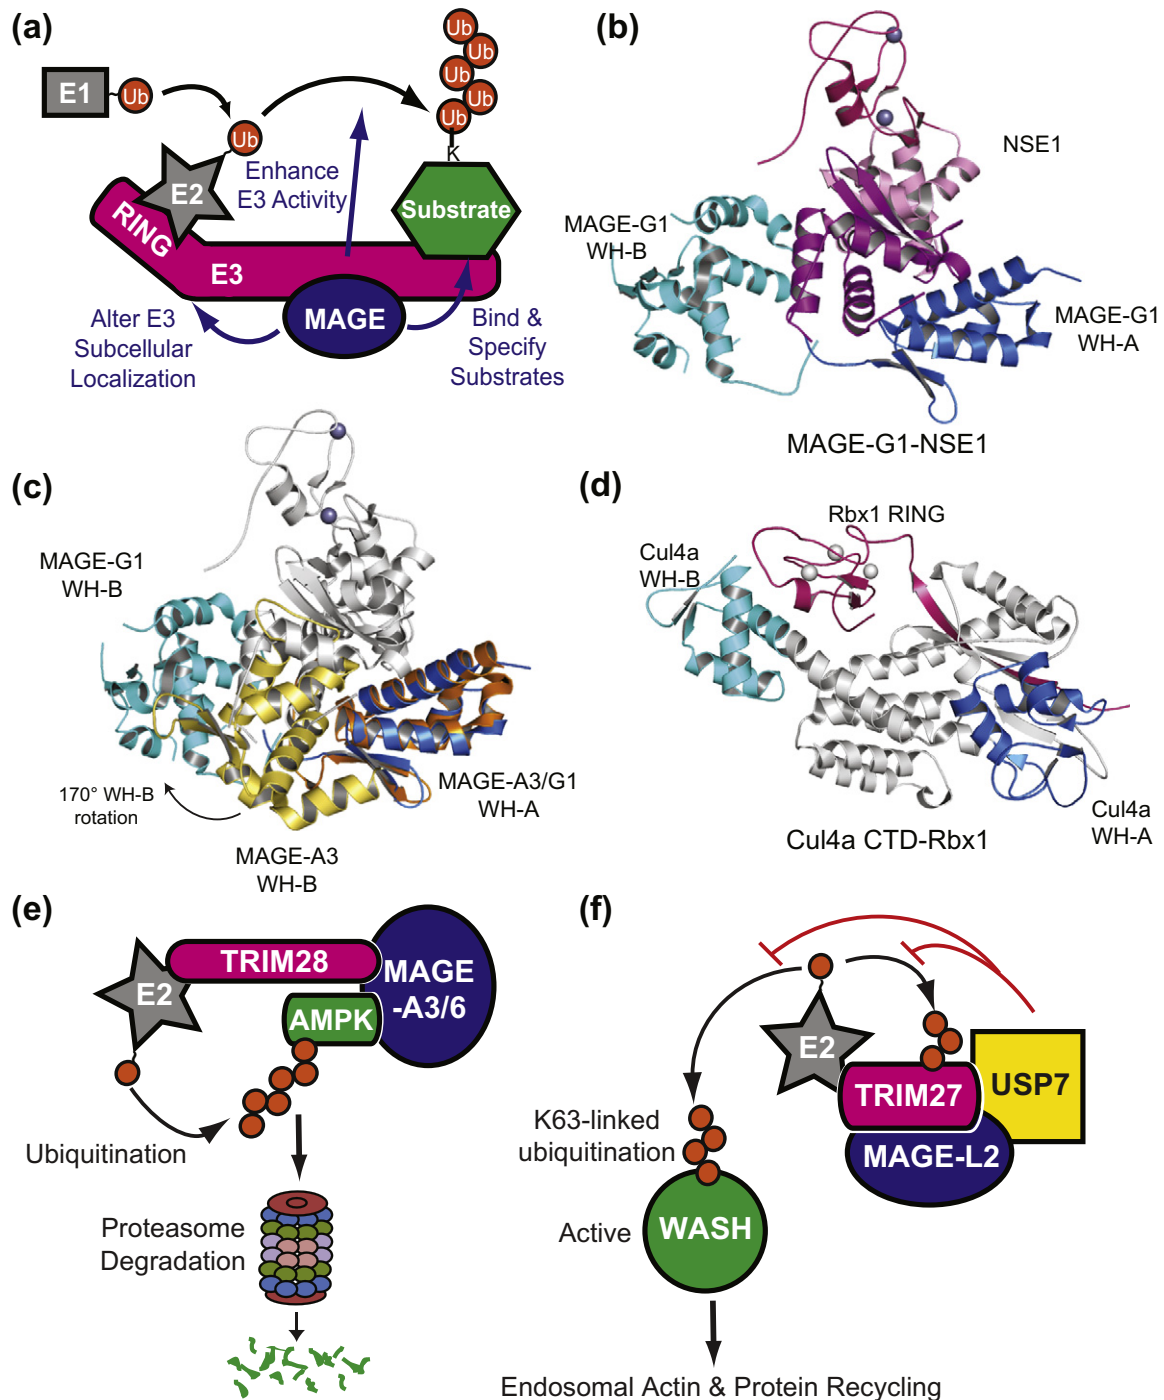 (a)
E1
Ub
Ub
Ub
Ub
Ub
Ub
Ub
K
E2
Enhance
E3 Activity
Substrate
RING
E3
MAGE
Alter E3
Subcellular
Localization
Bind &
Specify
Substrates
(b)
NSE1
MAGE-G1
WH-B
MAGE-G1
WH-A
MAGE-G1-NSE1
(c)
MAGE-G1
WH-B
MAGE-A3/G1
WH-A
170° WH-B
rotation
MAGE-A3
WH-B
(d)
Rbx1 RING
Cul4a
WH-B
Cul4a
WH-A
Cul4a CTD-Rbx1
(e)
TRIM28
MAGE
-A3/6
E2
AMPK
Ubiquitination
Proteasome
Degradation
(f)
E2
USP7
TRIM27
MAGE-L2
K63-linked
ubiquitination
Active
WASH
Endosomal Actin & Protein Recycling